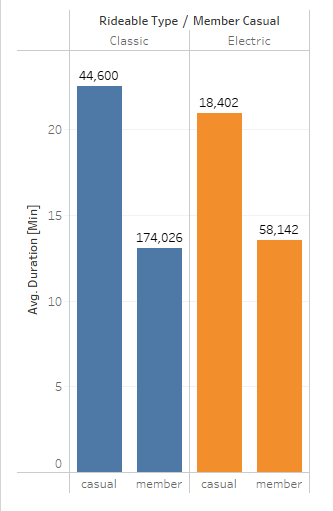 Rideable Type / Member Casual
Classic Electric
44,600
18,402
174,026
58,142
Avg. Duration [Min]
20
15
10
5
0
casual member casual member